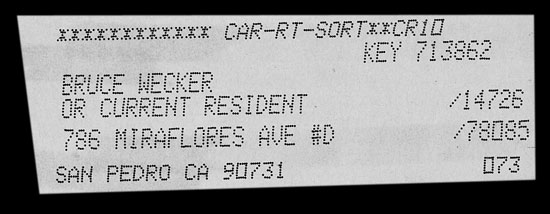 ************ CAR-RT-SORT**CR10
KEY 713862
BRUCE WECKER
OR CURRENT RESIDENT /14726
786 MIRAFLORES AVE #D /78085
SAN PEDRO CA 90731 073